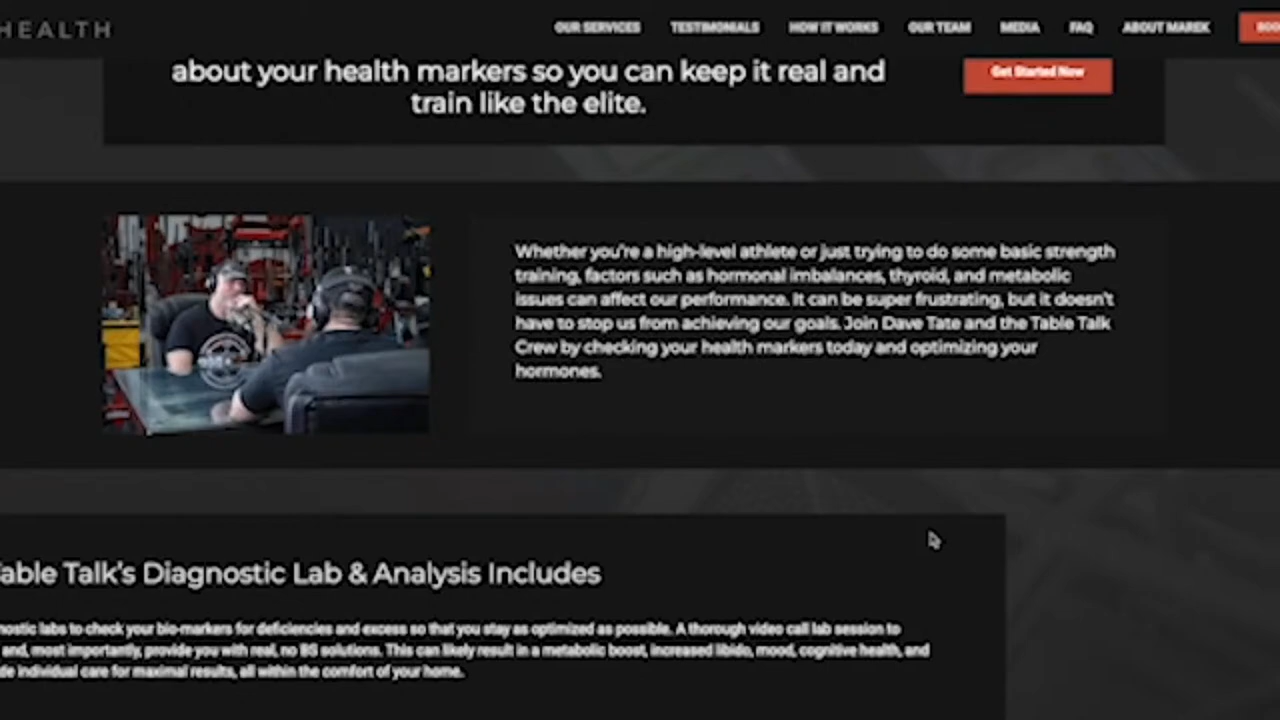 HEALTH
OUR SERVICES TESTIMONIALS HOW IT WORKS OUR TEAM MEDIA FAQ ABOUT MAREK BOO
about your health markers so you can keep it real and
train like the elite.
Get Started Now
Whether you're a high-level athlete or just trying to do some basic strength
training, factors such as hormonal imbalances, thyroid, and metabolic
issues can affect our performance. It can be super frustrating, but it doesn't
have to stop us from achieving our goals. Join Dave Tate and the Table Talk
Crew by checking your health markers today and optimizing your
hormones.
Table Talk's Diagnostic Lab & Analysis Includes
nostic labs to check your bio-markers for deficiencies and excess so that you stay as optimized as possible. A thorough video call lab session to
and, most importantly, provide you with real, no BS solutions. This can likely result in a metabolic boost, increased libido, mood, cognitive health, and
de individual care for maximal results, all within the comfort of your home.